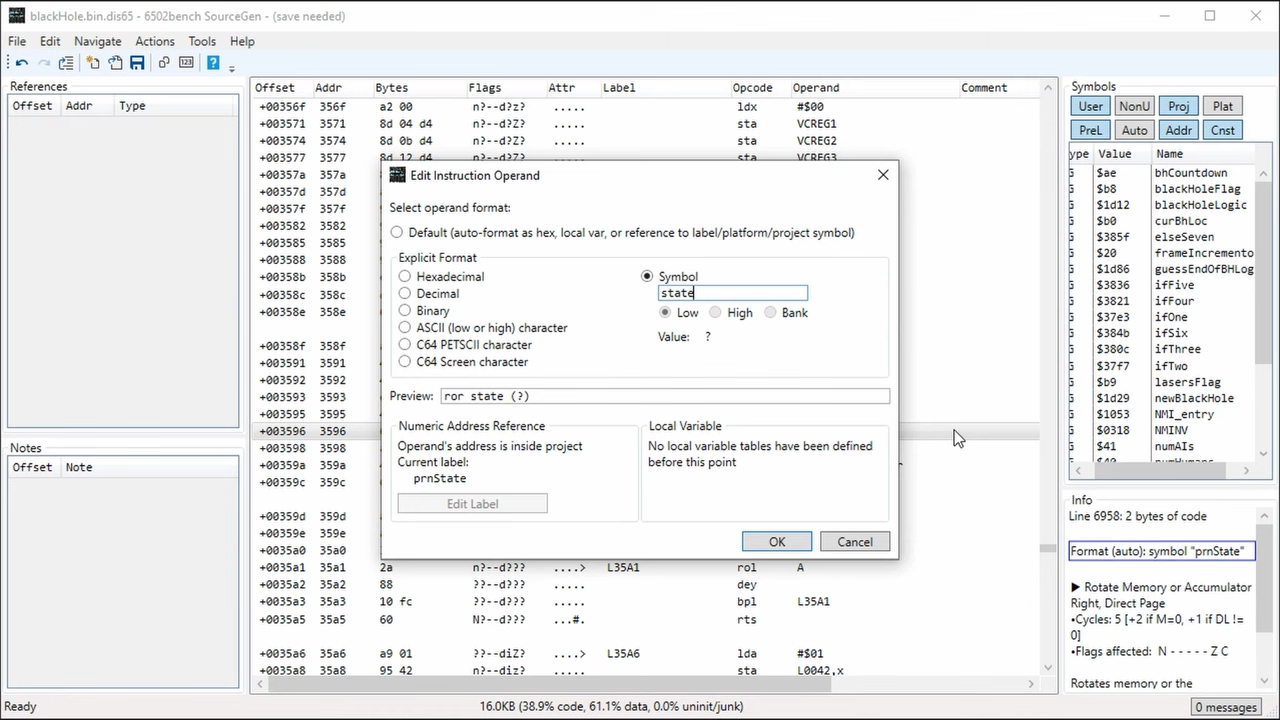 blackHole.bin.dis65 - 6502bench SourceGen - (save needed)
File Edit Navigate Actions Tools Help
References
Offset Addr Type
Notes
Offset Note
Offset Addr Bytes Flags Attr Label Opcode Operand Comment
+00356f 356f a2 00 n?--d?z? ..... ldx #$00
+003571 3571 8d 04 d4 n?--d?Z? ..... sta VCREG1
+003574 3574 8d 0b d4 n?--d?Z? ..... sta VCREG2
+003577 3577 8d 12 d4 n?--d?Z? ..... sta VCREG3
+00357a 357a
+00357d 357d
+00357f 357f
+003582 3582
+003585 3585
+003588 3588
+00358b 358b
+00358c 358c
+00358e 358e
+00358f 358f
+003591 3591
+003592 3592
+003593 3593
+003595 3595
+003596 3596
+003598 3598
+00359a 359a
+00359c 359c
+00359d 359d
+00359e 359e
+0035a0 35a0
+0035a1 35a1 2a n?--d??? ....> L35A1 rol A
+0035a2 35a2 88 n?--d??? ..... dey
+0035a3 35a3 10 fc ??--d??? ..... bpl L35A1
+0035a5 35a5 60 N?--d??? ...#. rts
+0035a6 35a6 a9 01 ??--diZ? ....> L35A6 lda #$01
+0035a8 35a8 95 42 n?--diz? ..... sta L0042,x
Edit Instruction Operand
Select operand format:
Default (auto-format as hex, local var, or reference to label/platform/project symbol)
Explicit Format
Hexadecimal
Decimal
Binary
ASCII (low or high) character
C64 PETSCII character
C64 Screen character
Symbol
state
Low High Bank
Value: ?
Preview: ror state (?)
Numeric Address Reference
Operand's address is inside project
Current label:
prnState
Edit Label
Local Variable
No local variable tables have been defined
before this point
OK Cancel
Symbols
User NonU Proj Plat
PreL Auto Addr Cnst
ype Value Name
G $ae bhCountdown
G $b8 blackHoleFlag
G $1d12 blackHoleLogic
G $b0 curBhLoc
G $385f elseSeven
G $20 frameIncremento
G $1d86 guessEndOfBHLog
G $3836 ifFive
G $3821 ifFour
G $37e3 ifOne
G $384b ifSix
G $380c ifThree
G $37f7 ifTwo
G $b9 lasersFlag
G $1d29 newBlackHole
G $1053 NMI_entry
G $0318 NMINV
G $41 numAIs
G $40 numHumans
Info
Line 6958: 2 bytes of code
Format (auto): symbol "prnState"
▶ Rotate Memory or Accumulator
Right, Direct Page
•Cycles: 5 [+2 if M=0, +1 if DL !=
0]
•Flags affected: N - - - - - Z C
Rotates memory or the
Ready
16.0KB (38.9% code, 61.1% data, 0.0% uninit/junk)
0 messages